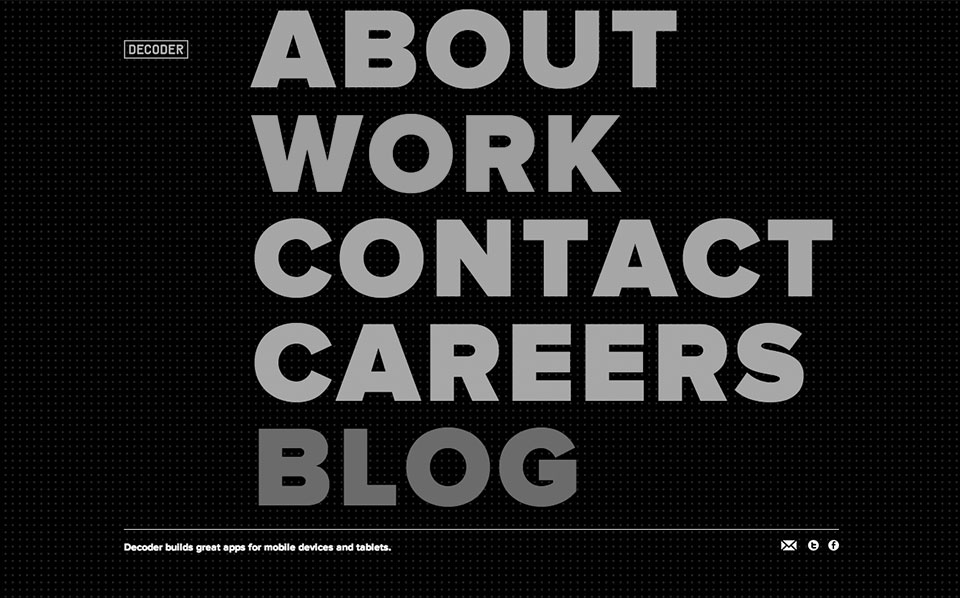 DECODER
ABOUT
WORK
CONTACT
CAREERS
BLOG
Decoder builds great apps for mobile devices and tablets.